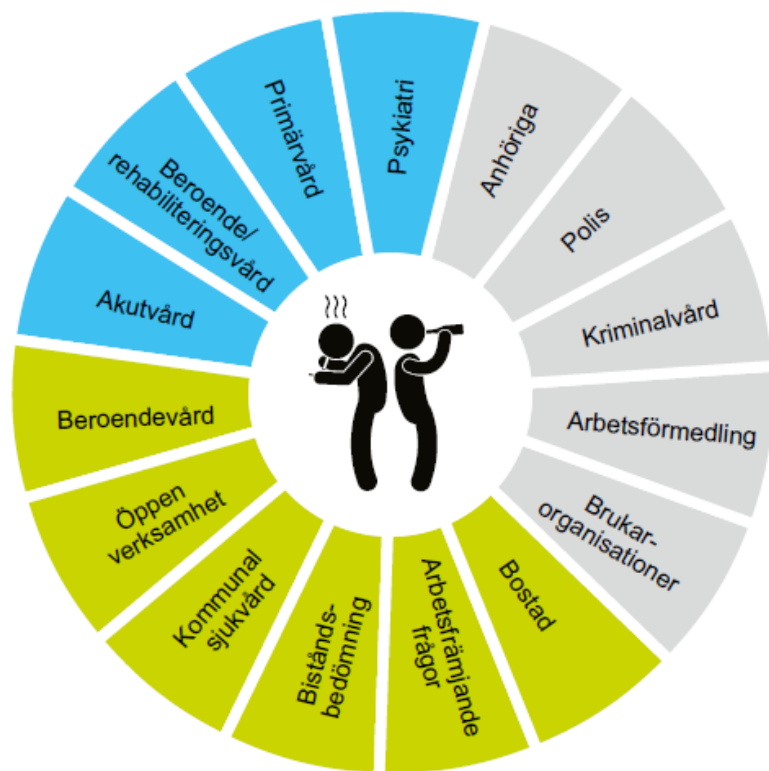 Psykiatri
Anhöriga
Polis
Kriminalvård
Arbetsförmedling
Brukar-
organisationer
Bostad
Arbetsfrämjande
frågor
Bistånds-
bedömning
Kommunal
sjukvård
Öppen
verksamhet
Beroendevård
Akutvård
Beroende/
rehabiliteringsvård
Primärvård